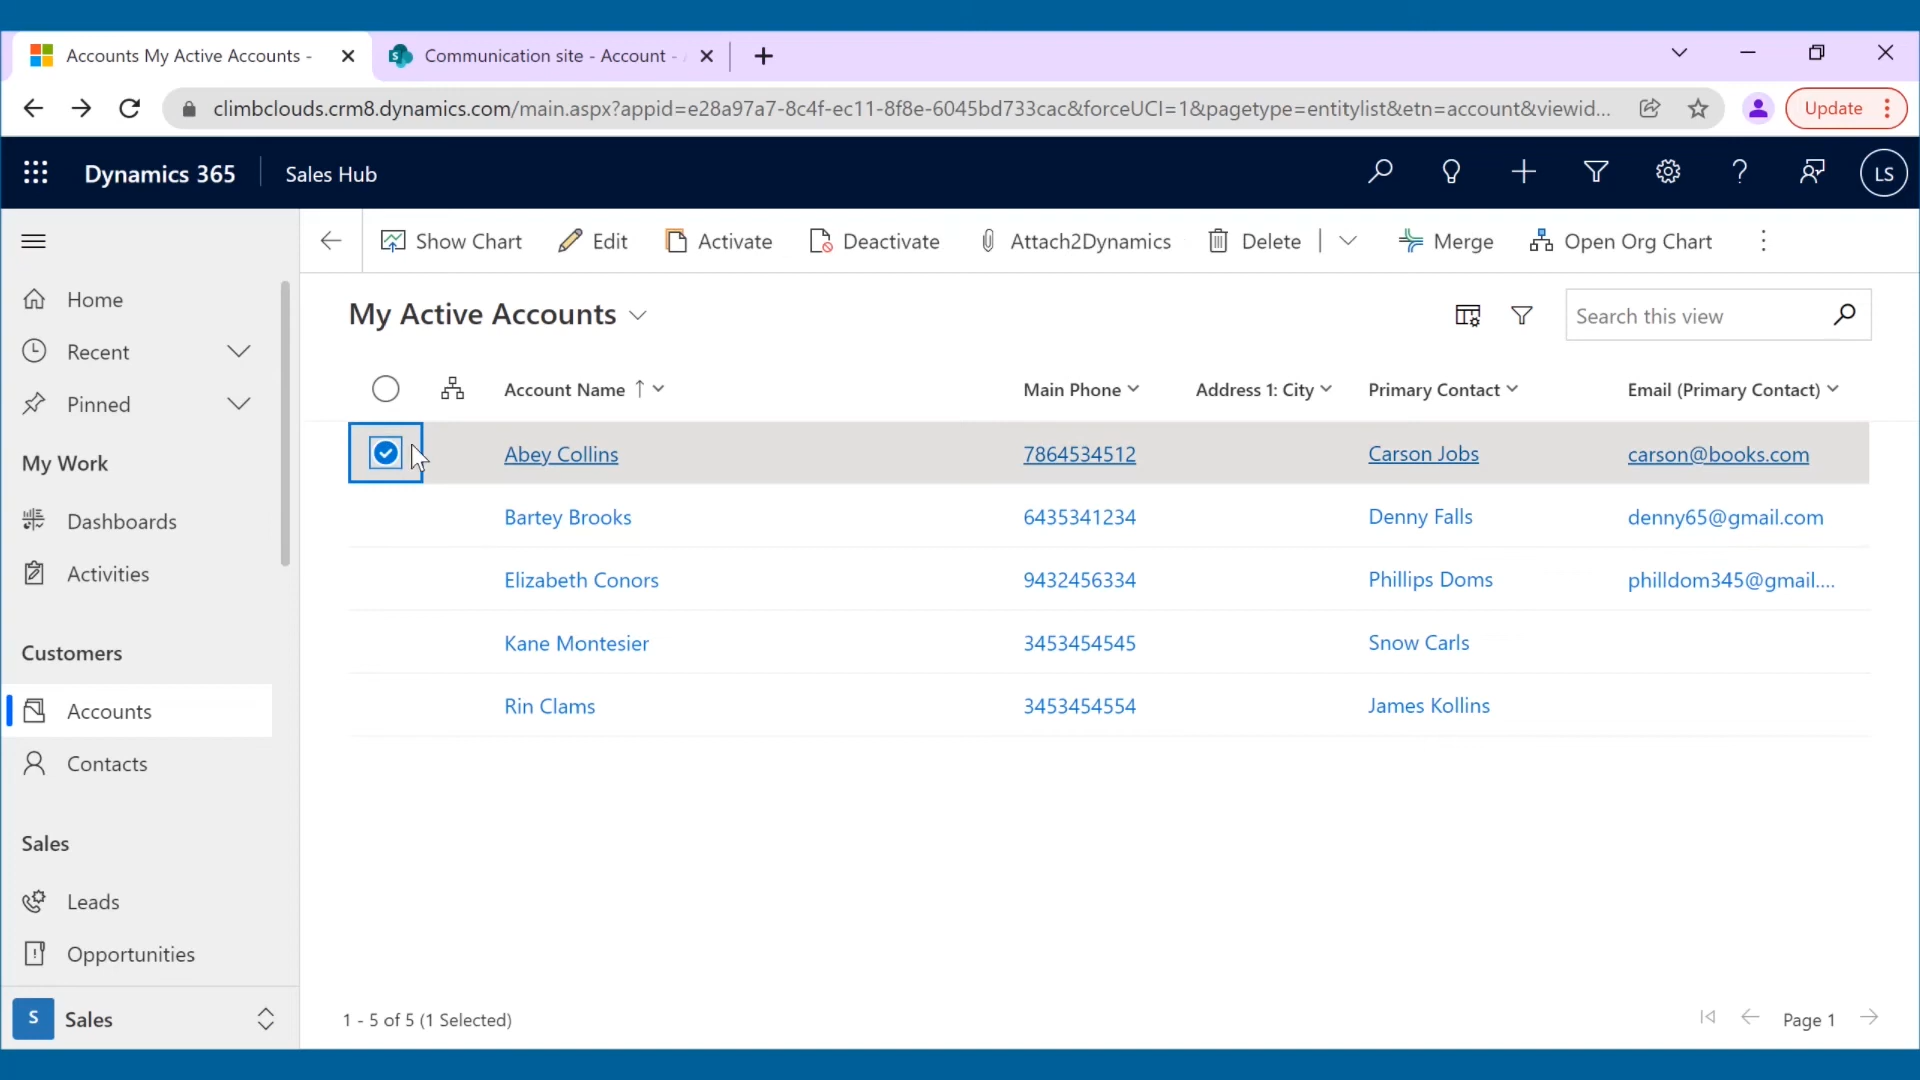 Accounts My Active Accounts -
Communication site - Account -
climbclouds.crm8.dynamics.com/main.aspx?appid=e28a97a7-8c4f-ec11-8f8e-6045bd733cac&forceUCI=1&pagetype=entitylist&etn=account&viewid...
Update
Dynamics 365
Sales Hub
LS
Show Chart
Edit
Activate
Deactivate
Attach2Dynamics
Delete
Merge
Open Org Chart
Home
Recent
Pinned
My Work
Dashboards
Activities
Customers
Accounts
Contacts
Sales
Leads
Opportunities
S Sales
My Active Accounts
Search this view
Account Name Main Phone Address 1: City Primary Contact Email (Primary Contact)
Abey Collins 7864534512 Carson Jobs carson@books.com
Bartey Brooks 6435341234 Denny Falls denny65@gmail.com
Elizabeth Conors 9432456334 Phillips Doms philldom345@gmail....
Kane Montesier 3453454545 Snow Carls
Rin Clams 3453454554 James Kollins
1 - 5 of 5 (1 Selected)
Page 1